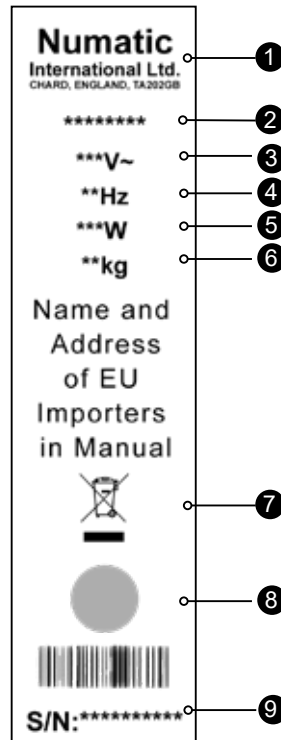 Numatic
International Ltd.
CHARD, ENGLAND, TA202GB
1
********
2
***V~
3
**Hz
4
***W
5
**kg
6
Name and
Address
of EU
Importers
in Manual
7
8
S/N:**********
9